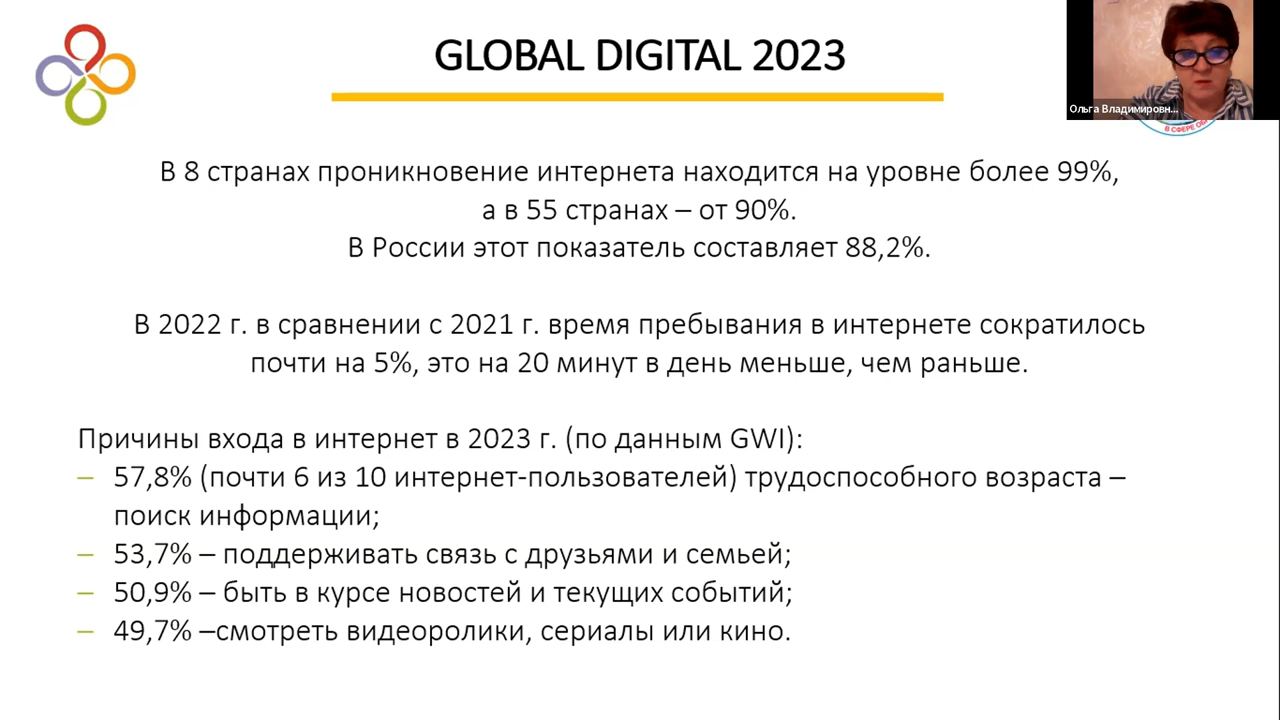 GLOBAL DIGITAL 2023
Ольга Владимировн...
В СФЕРЕ
В 8 странах проникновение интернета находится на уровне более 99%,
а в 55 странах – от 90%.
В России этот показатель составляет 88,2%.
В 2022 г. в сравнении с 2021 г. время пребывания в интернете сократилось
почти на 5%, это на 20 минут в день меньше, чем раньше.
Причины входа в интернет в 2023 г. (по данным GWI):
– 57,8% (почти 6 из 10 интернет-пользователей) трудоспособного возраста –
поиск информации;
– 53,7% – поддерживать связь с друзьями и семьей;
– 50,9% – быть в курсе новостей и текущих событий;
– 49,7% –смотреть видеоролики, сериалы или кино.